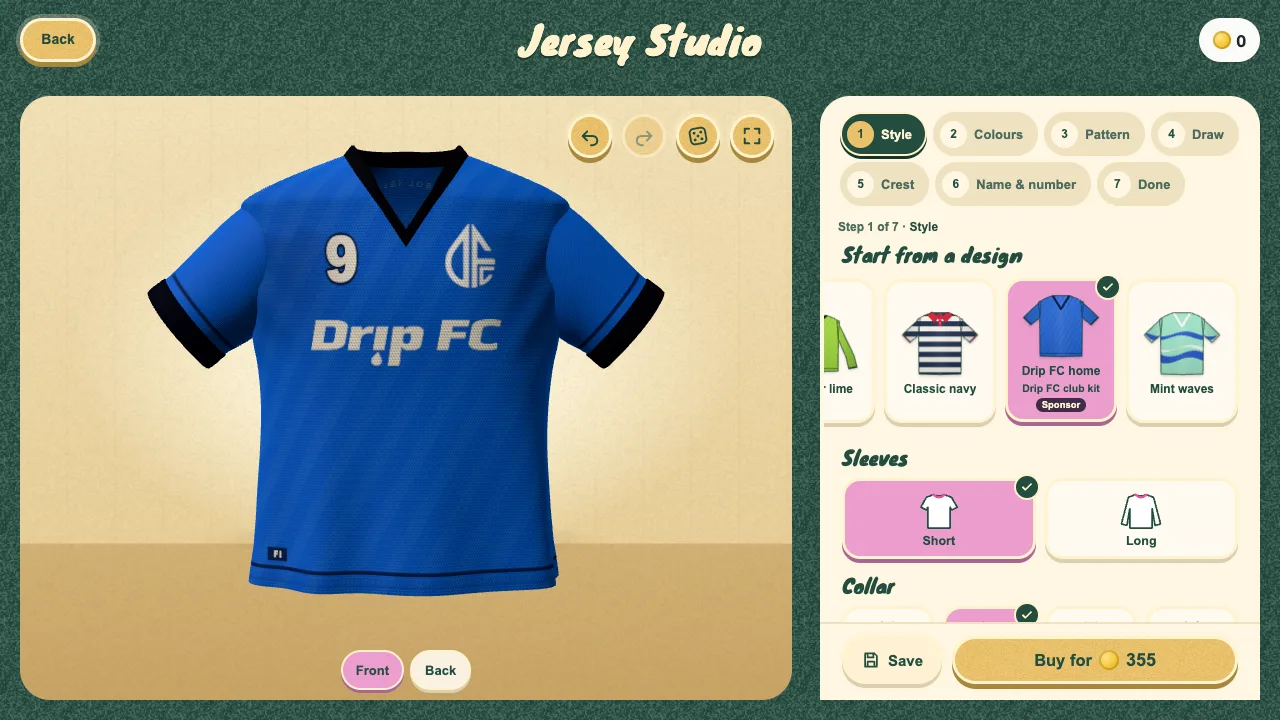 Back
Jersey Studio
0
9
Drip FC
FI
Front
Back
1 Style
2 Colours
3 Pattern
4 Draw
5 Crest
6 Name & number
7 Done
Step 1 of 7 · Style
Start from a design
lime
Classic navy
Drip FC home
Drip FC club kit
Sponsor
Mint waves
Sleeves
Short
Long
Collar
Save
Buy for 355